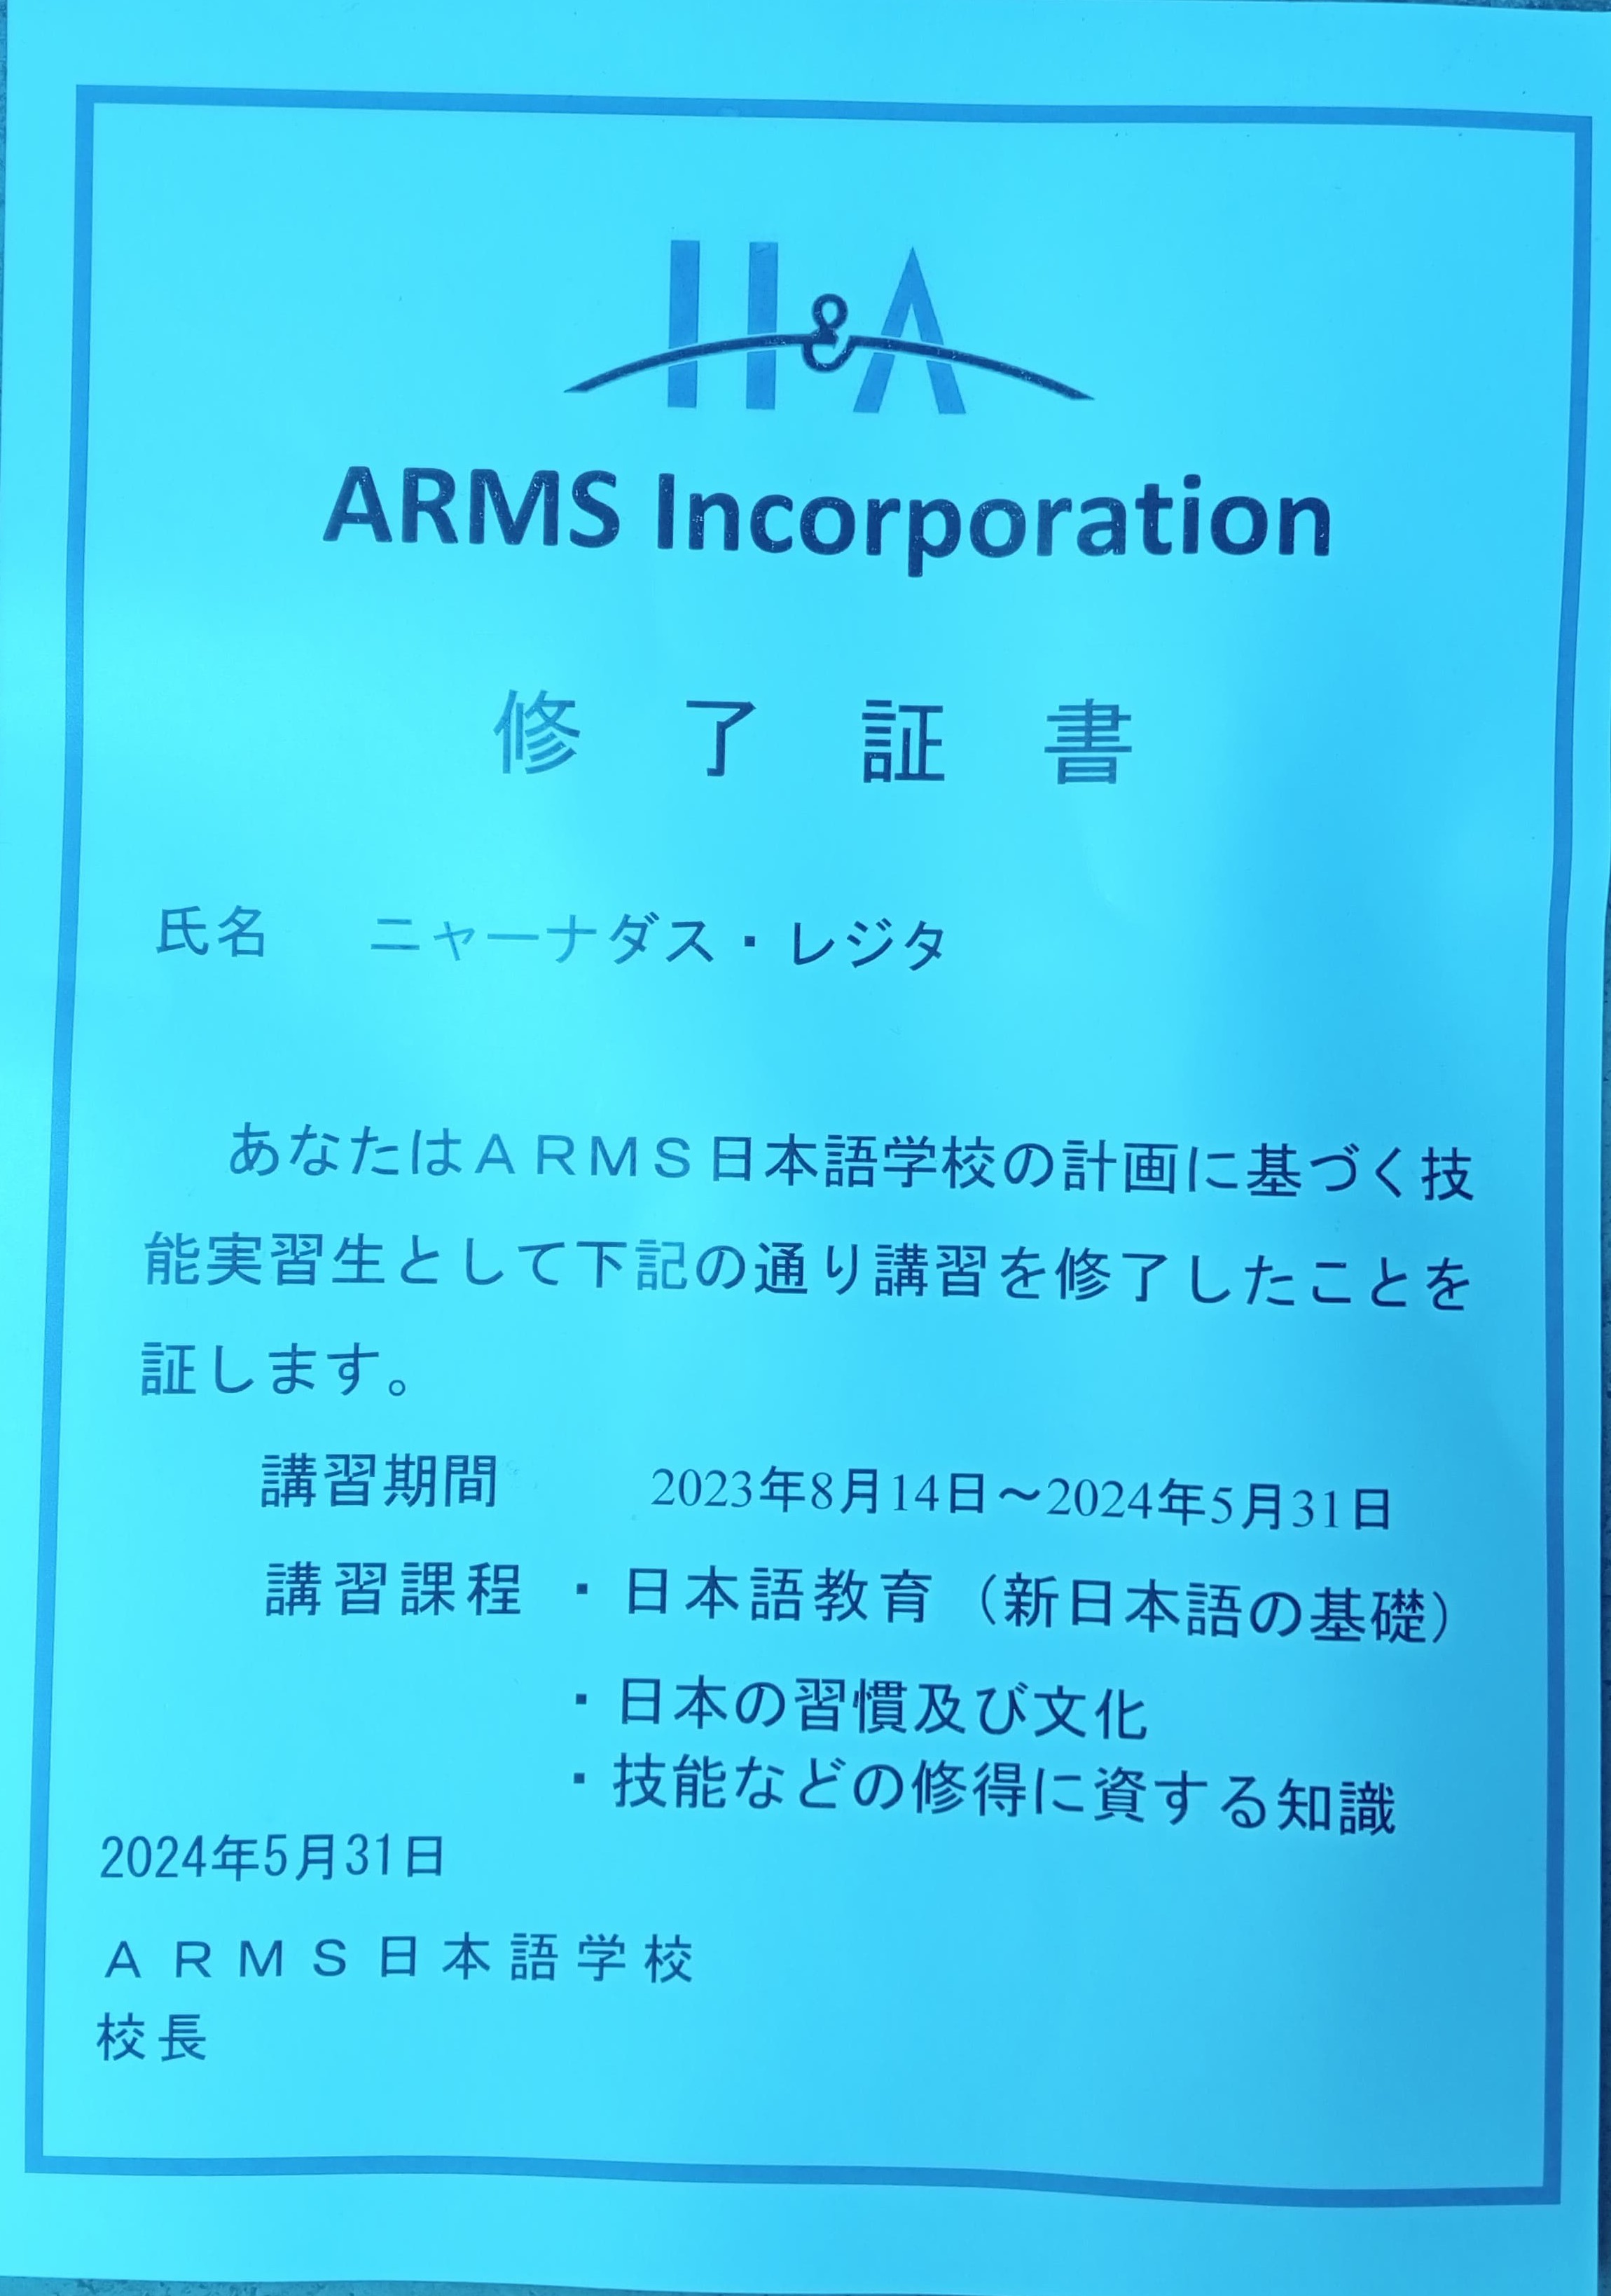 H&A
ARMS Incorporation
修了証書
氏名 ニャーナダス・レジタ
あなたはＡＲＭＳ日本語学校の計画に基づく技
能実習生として下記の通り講習を修了したことを
証します。
講習期間 2023年8月14日～2024年5月31日
講習課程 ・日本語教育（新日本語の基礎）
・日本の習慣及び文化
・技能などの修得に資する知識
2024年5月31日
ＡＲＭＳ日本語学校
校長